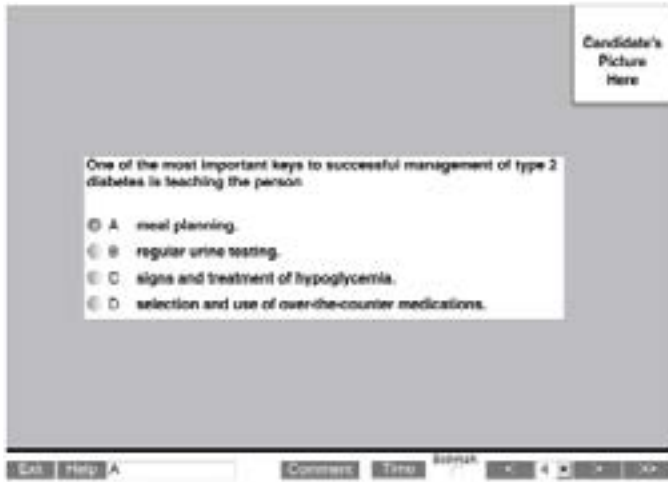 Candidate's
Picture
Here
One of the most important keys to successful management of type 2
diabetes is teaching the person
A meal planning.
B regular urine testing.
C signs and treatment of hypoglycemia.
D selection and use of over-the-counter medications.
Exit Help A Comment Time Bookmark < 4 > >>